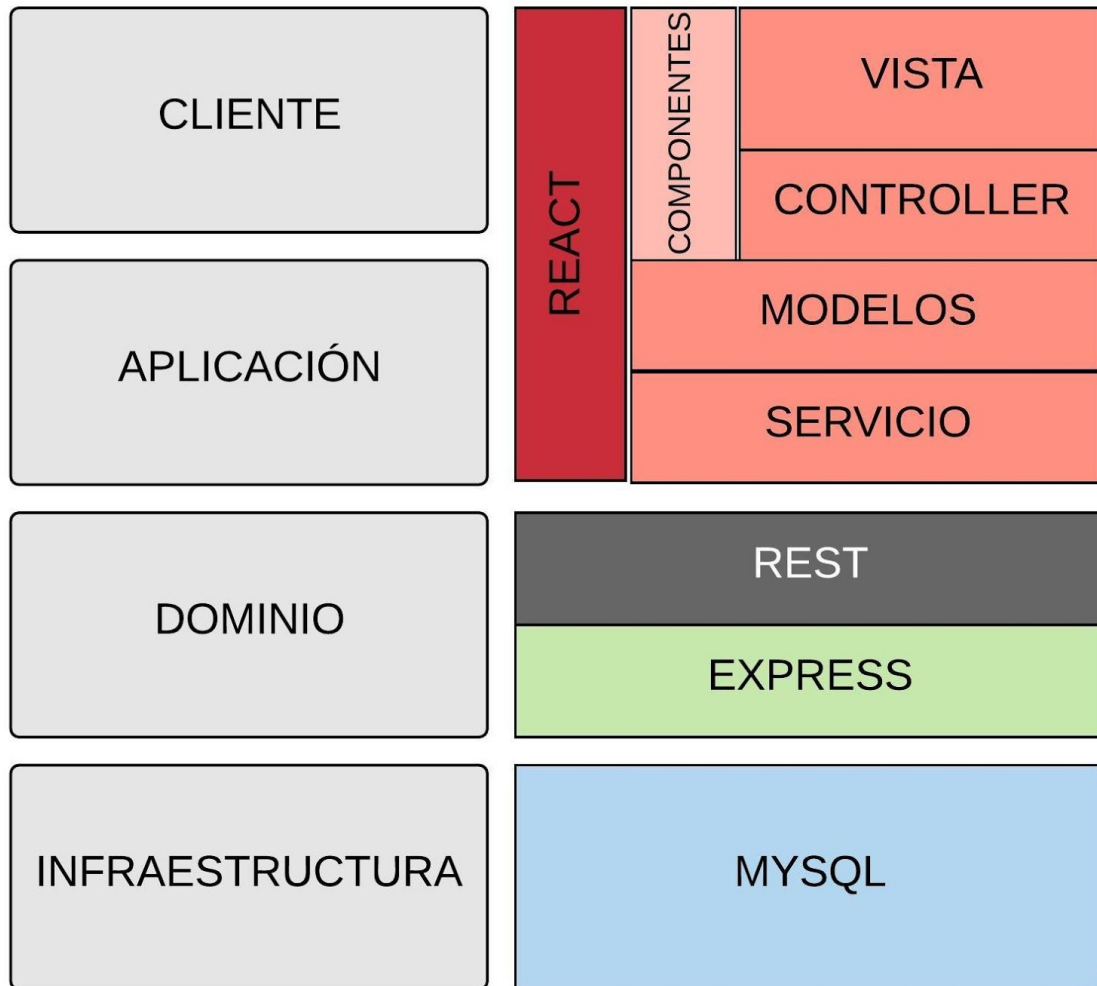 CLIENTE
REACT
COMPONENTES
VISTA
CONTROLLER
APLICACIÓN
MODELOS
SERVICIO
DOMINIO
REST
EXPRESS
INFRAESTRUCTURA
MYSQL